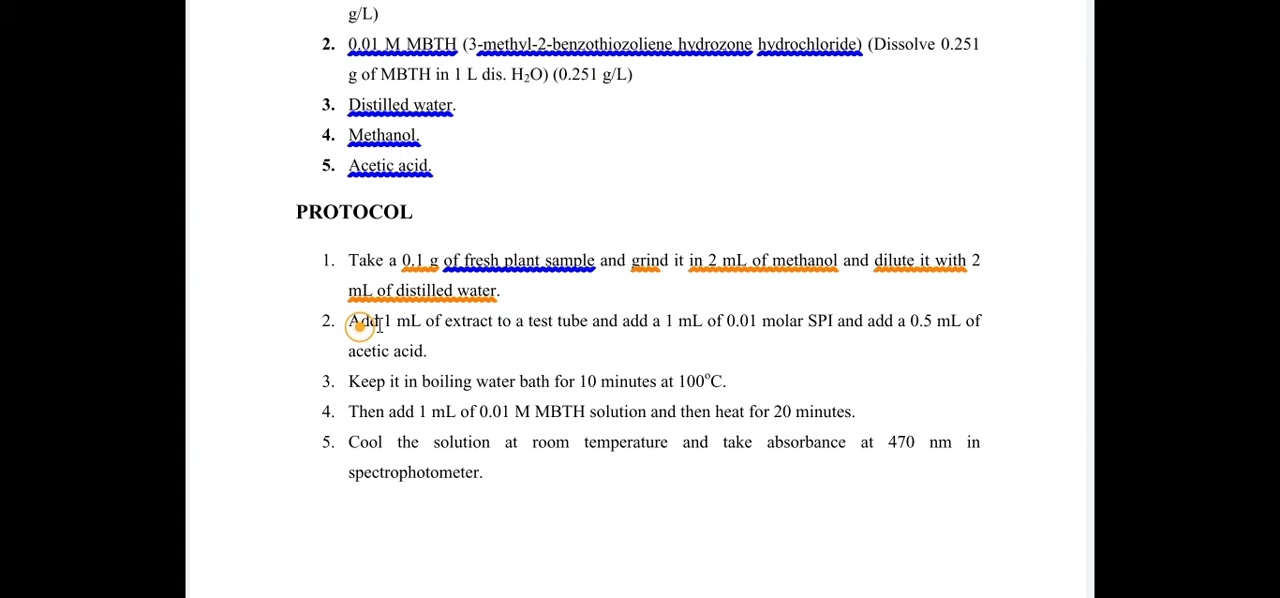 g/L)
2. 0.01 M MBTH (3-methyl-2-benzothiozoliene hydrozone hydrochloride) (Dissolve 0.251
g of MBTH in 1 L dis. H₂O) (0.251 g/L)
3. Distilled water.
4. Methanol.
5. Acetic acid.
PROTOCOL
1. Take a 0.1 g of fresh plant sample and grind it in 2 mL of methanol and dilute it with 2
mL of distilled water.
2. Add 1 mL of extract to a test tube and add a 1 mL of 0.01 molar SPI and add a 0.5 mL of
acetic acid.
3. Keep it in boiling water bath for 10 minutes at 100°C.
4. Then add 1 mL of 0.01 M MBTH solution and then heat for 20 minutes.
5. Cool the solution at room temperature and take absorbance at 470 nm in
spectrophotometer.